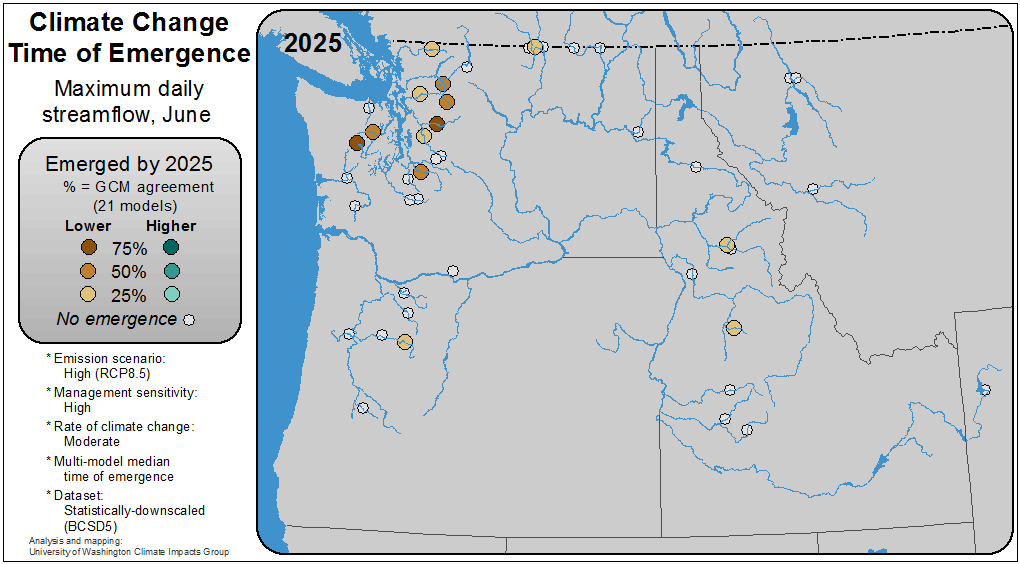 Climate Change
Time of Emergence
Maximum daily
streamflow, June
Emerged by 2025
% = GCM agreement
(21 models)
Lower Higher
75%
50%
25%
No emergence
* Emission scenario:
High (RCP8.5)
* Management sensitivity:
High
* Rate of climate change:
Moderate
* Multi-model median
time of emergence
* Dataset:
Statistically-downscaled
(BCSD5)
Analysis and mapping:
University of Washington Climate Impacts Group
2025